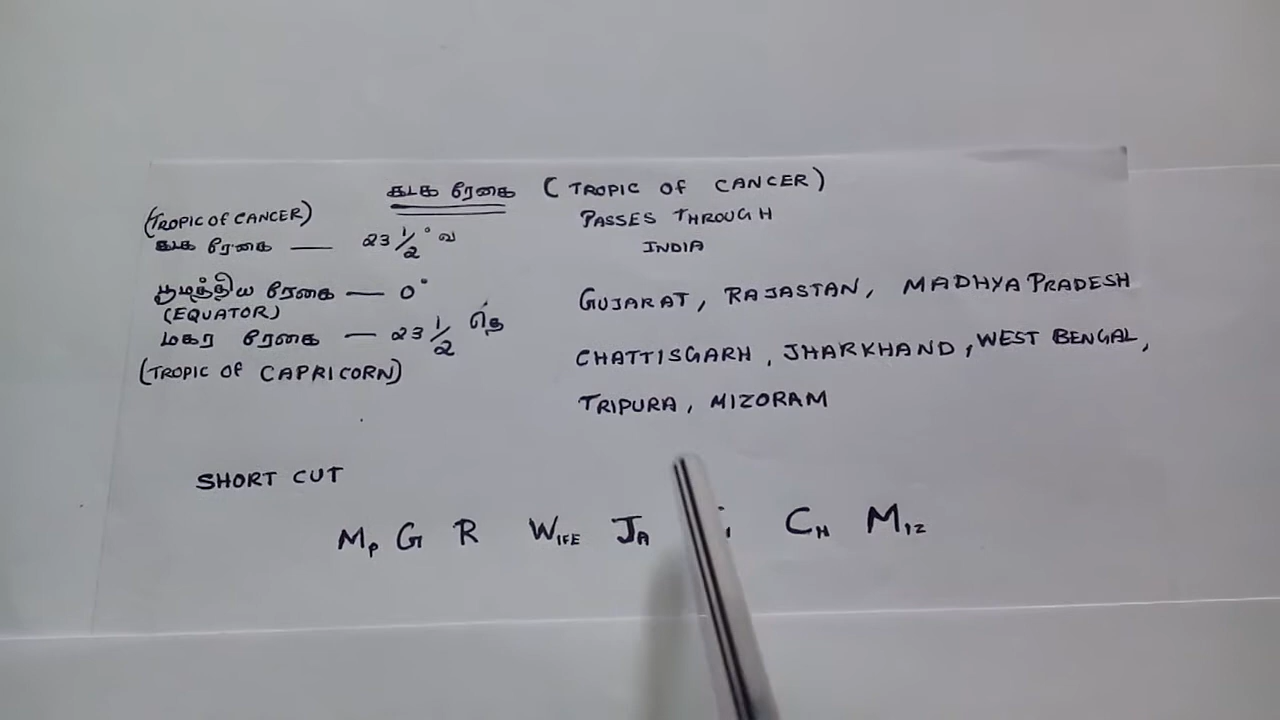 கடக ரேகை (TROPIC OF CANCER)
PASSES THROUGH
INDIA
(TROPIC OF CANCER)
கடக ரேகை — 23 1/2° வ
பூமத்திய ரேகை — 0°
(EQUATOR)
மகர ரேகை — 23 1/2 தெ
(TROPIC OF CAPRICORN)
GUJARAT, RAJASTAN, MADHYA PRADESH
CHATTISGARH, JHARKHAND, WEST BENGAL,
TRIPURA, MIZORAM
SHORT CUT
MP G R WIFE JA CH MIZ